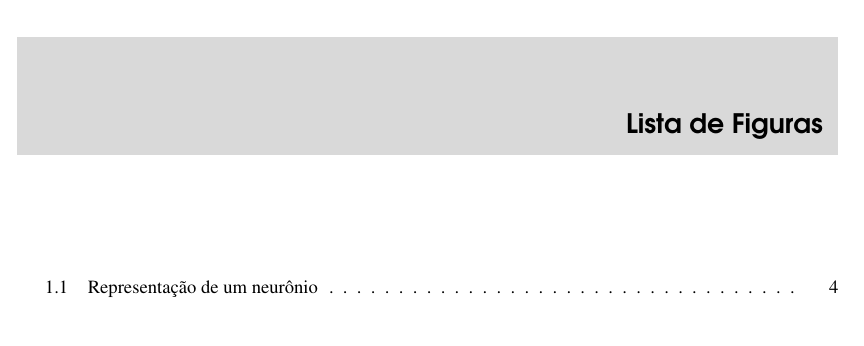 Lista de Figuras
1.1 Representação de um neurônio . . . . . . . . . . . . . . . . . . . . . . . . . . . . . . . . . . 4